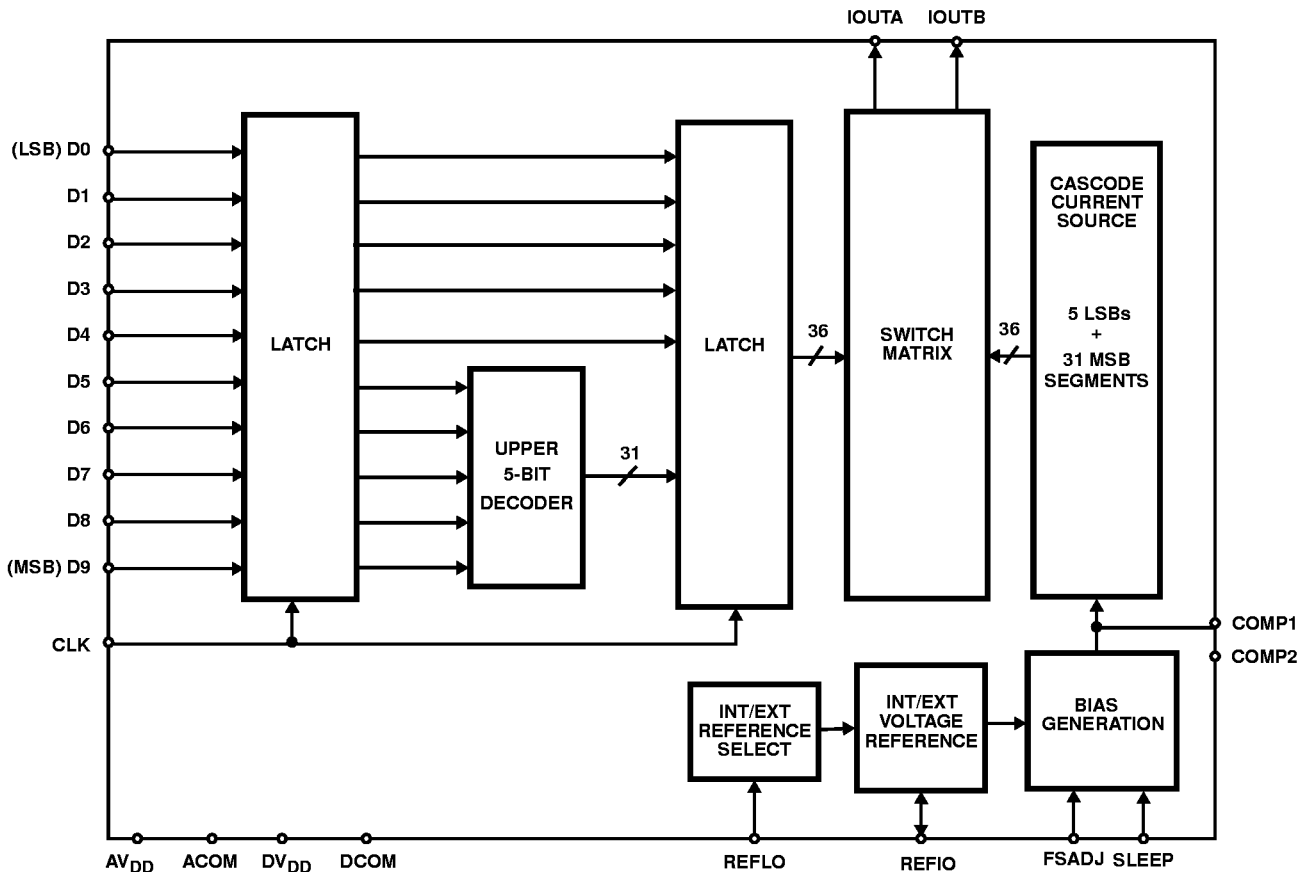 IOUTA IOUTB
(LSB) D0
D1
D2
D3
D4
D5
D6
D7
D8
(MSB) D9
CLK
LATCH
UPPER
5-BIT
DECODER
31
LATCH
36
SWITCH
MATRIX
36
CASCODE
CURRENT
SOURCE
5 LSBs
+
31 MSB
SEGMENTS
COMP1
COMP2
INT/EXT
REFERENCE
SELECT
INT/EXT
VOLTAGE
REFERENCE
BIAS
GENERATION
AVDD ACOM DVDD DCOM REFLO REFIO FSADJ SLEEP